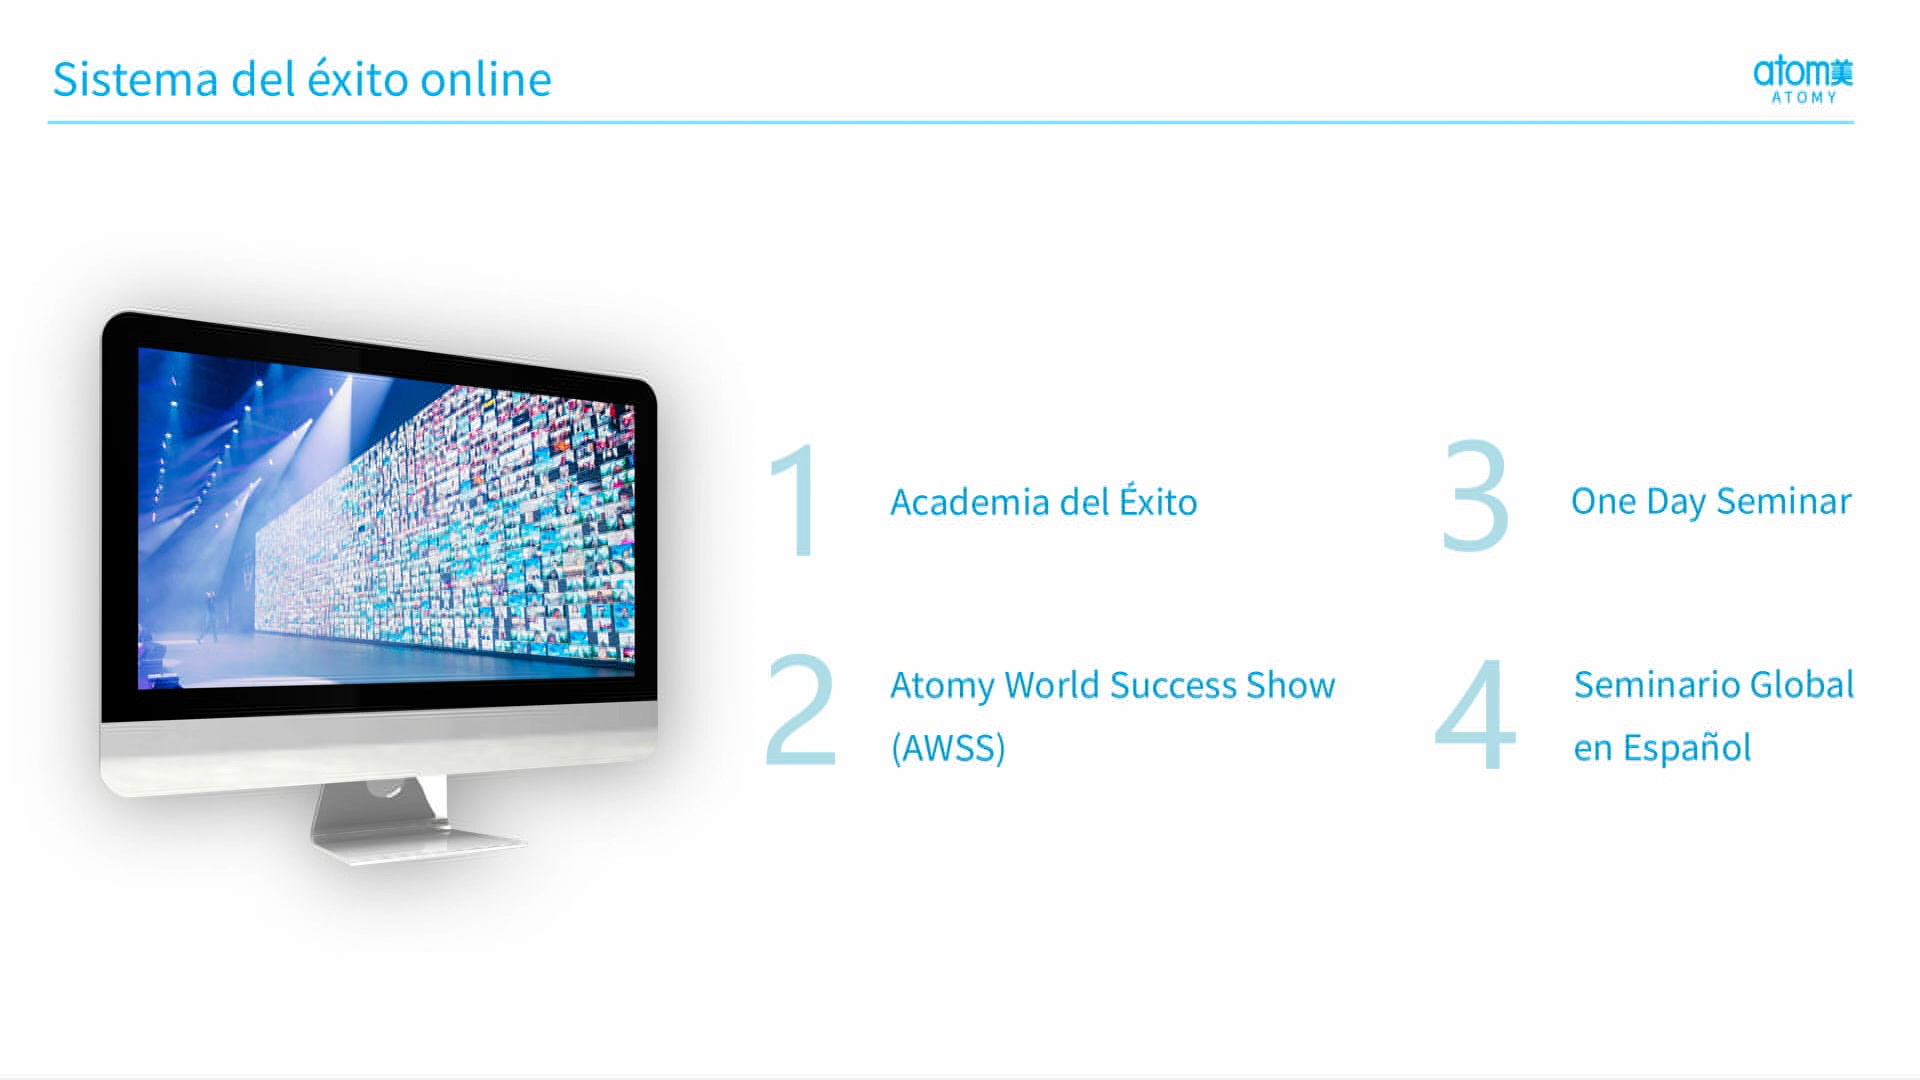 Sistema del éxito online
atom美
ATOMY
1
Academia del Éxito
2
Atomy World Success Show
(AWSS)
3
One Day Seminar
4
Seminario Global
en Español